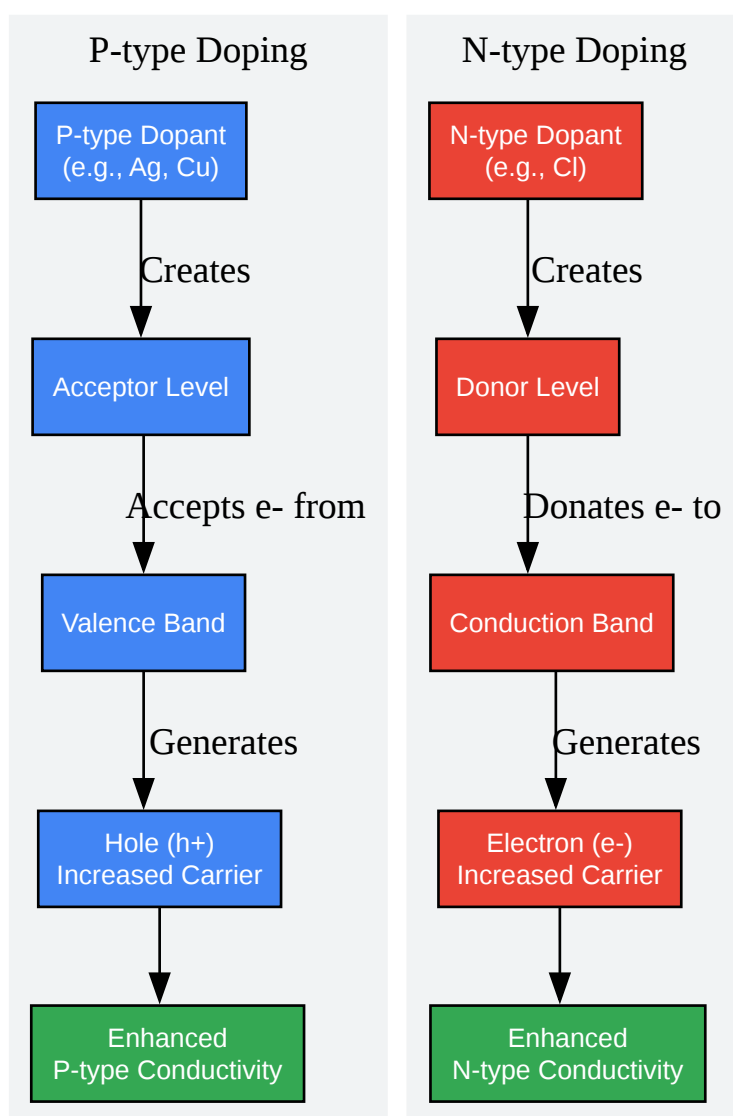 P-type Doping
P-type Dopant
(e.g., Ag, Cu)
Creates
Acceptor Level
Accepts e- from
Valence Band
Generates
Hole (h+)
Increased Carrier
Enhanced
P-type Conductivity
N-type Doping
N-type Dopant
(e.g., Cl)
Creates
Donor Level
Donates e- to
Conduction Band
Generates
Electron (e-)
Increased Carrier
Enhanced
N-type Conductivity